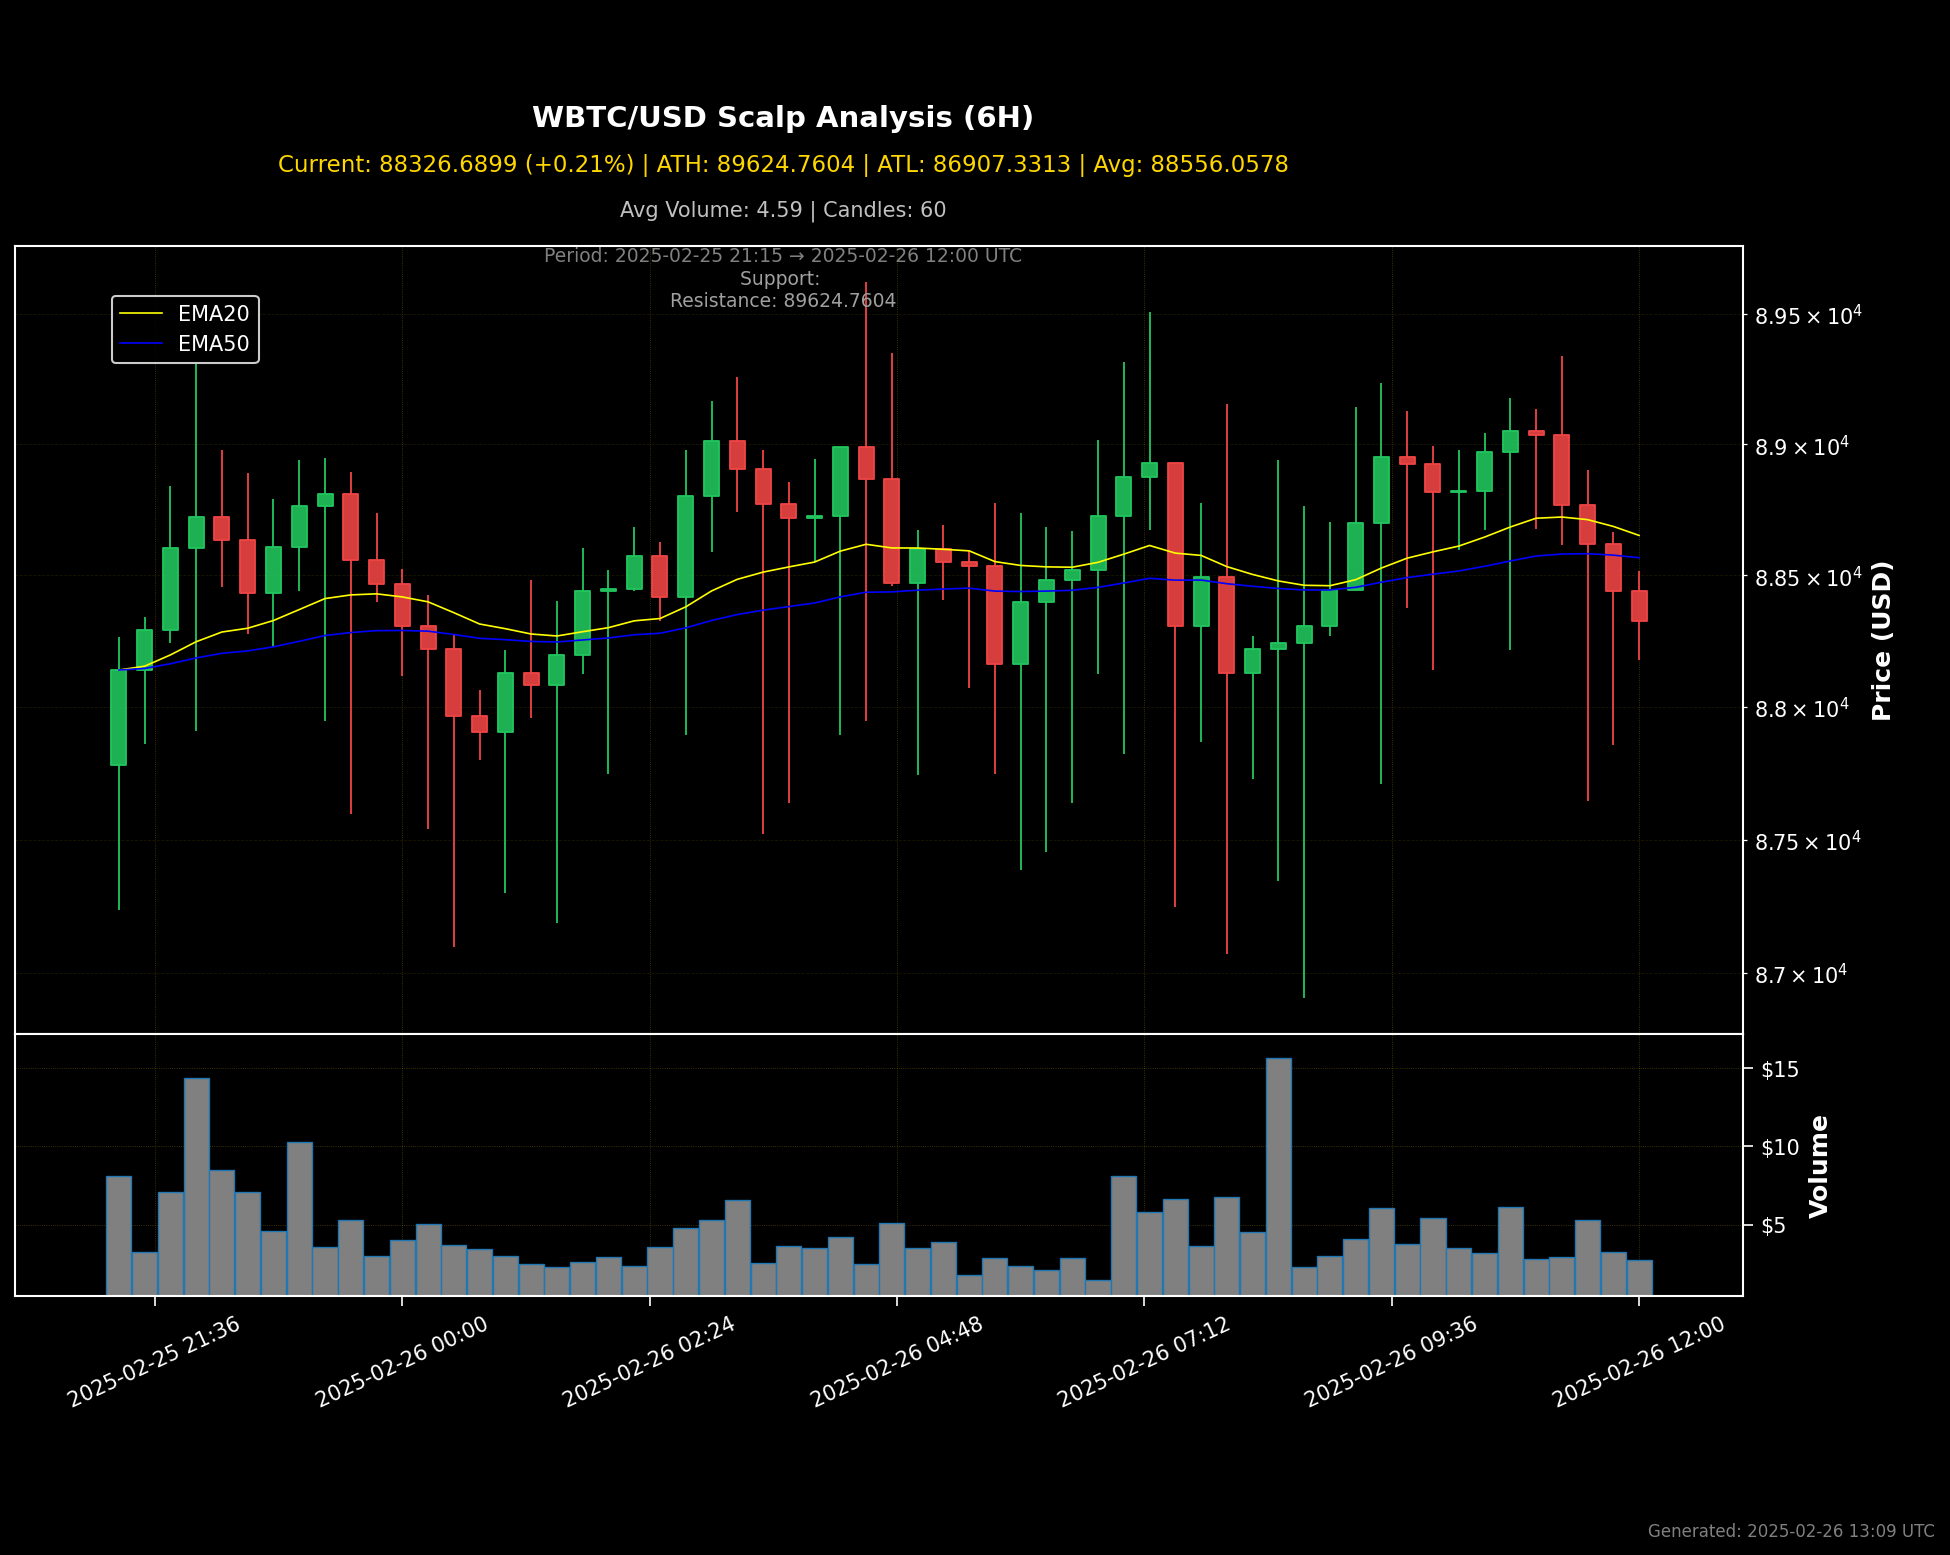 WBTC/USD Scalp Analysis (6H)
Current: 88326.6899 (+0.21%) | ATH: 89624.7604 | ATL: 86907.3313 | Avg: 88556.0578
Avg Volume: 4.59 | Candles: 60
Period: 2025-02-25 21:15 → 2025-02-26 12:00 UTC
Support:
Resistance: 89624.7604
EMA20
EMA50
8.95 × 10⁴
8.9 × 10⁴
8.85 × 10⁴
8.8 × 10⁴
8.75 × 10⁴
8.7 × 10⁴
Price (USD)
$15
$10
$5
Volume
2025-02-25 21:36
2025-02-26 00:00
2025-02-26 02:24
2025-02-26 04:48
2025-02-26 07:12
2025-02-26 09:36
2025-02-26 12:00
Generated: 2025-02-26 13:09 UTC